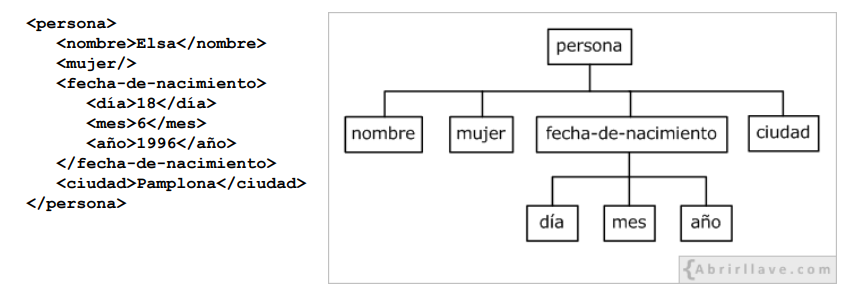 <persona>
<nombre>Elsa</nombre>
<mujer/>
<fecha-de-nacimiento>
<día>18</día>
<mes>6</mes>
<año>1996</año>
</fecha-de-nacimiento>
<ciudad>Pamplona</ciudad>
</persona>
persona
nombre mujer fecha-de-nacimiento ciudad
día mes año
{Abrirllave.com